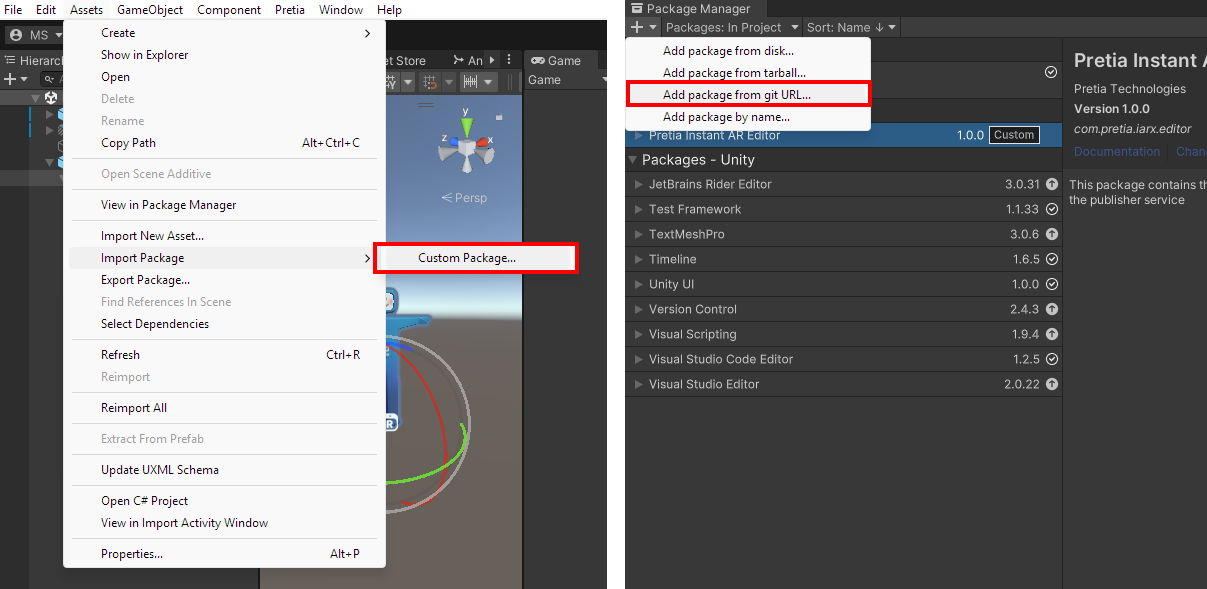 File Edit Assets GameObject Component Pretia Window Help
MS
Hierarc
et Store An Game
Game
y
z
x
Persp
R
Create
Show in Explorer
Open
Delete
Rename
Copy Path Alt+Ctrl+C
Open Scene Additive
View in Package Manager
Import New Asset...
Import Package
Custom Package...
Export Package...
Find References In Scene
Select Dependencies
Refresh Ctrl+R
Reimport
Reimport All
Extract From Prefab
Update UXML Schema
Open C# Project
View in Import Activity Window
Properties... Alt+P
Package Manager
Packages: In Project Sort: Name ↓
Add package from disk...
Add package from tarball...
Add package from git URL...
Add package by name...
Pretia Instant AR Editor 1.0.0 Custom
Packages - Unity
JetBrains Rider Editor 3.0.31
Test Framework 1.1.33
TextMeshPro 3.0.6
Timeline 1.6.5
Unity UI 1.0.0
Version Control 2.4.3
Visual Scripting 1.9.4
Visual Studio Code Editor 1.2.5
Visual Studio Editor 2.0.22
Pretia Instant A
Pretia Technologies
Version 1.0.0
com.pretia.iarx.editor
Documentation Chan
This package contains th
the publisher service